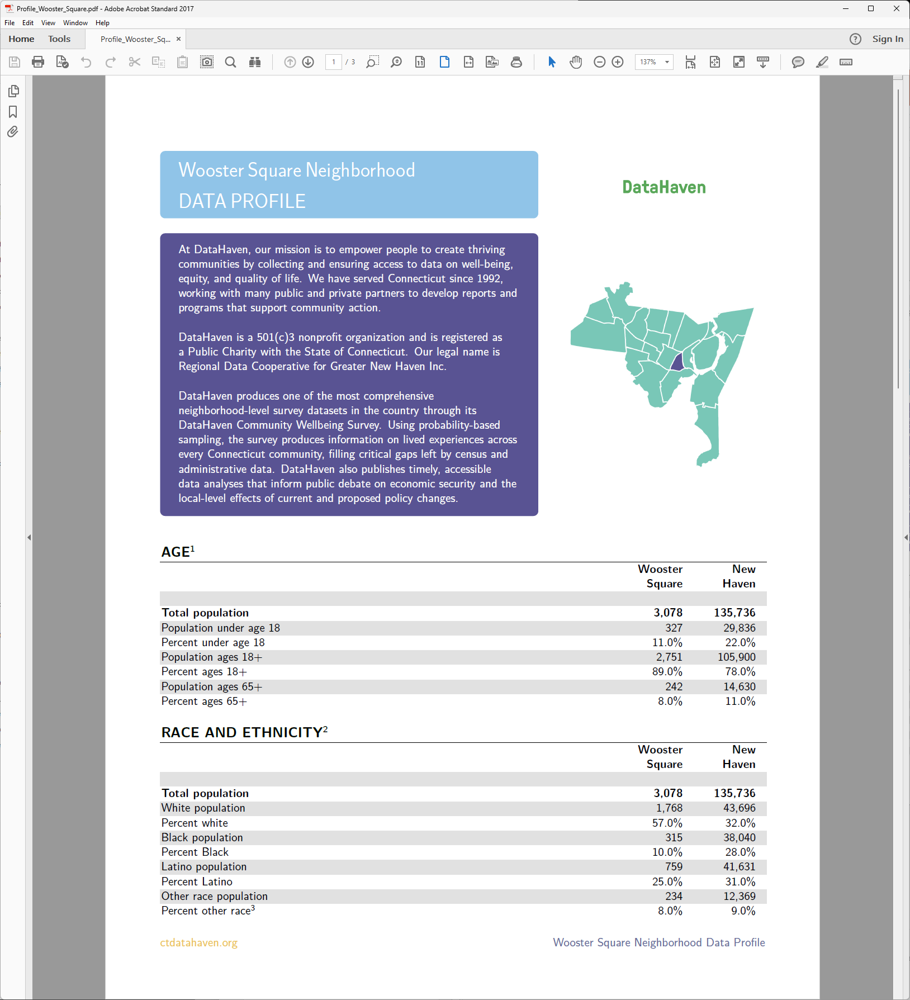 Profile_Wooster_Square.pdf - Adobe Acrobat Standard 2017
File Edit View Window Help
Home Tools Profile_Wooster_Sq... × Sign In
1 / 3 137%
Wooster Square Neighborhood
DATA PROFILE
DataHaven
At DataHaven, our mission is to empower people to create thriving
communities by collecting and ensuring access to data on well-being,
equity, and quality of life. We have served Connecticut since 1992,
working with many public and private partners to develop reports and
programs that support community action.
DataHaven is a 501(c)3 nonprofit organization and is registered as
a Public Charity with the State of Connecticut. Our legal name is
Regional Data Cooperative for Greater New Haven Inc.
DataHaven produces one of the most comprehensive
neighborhood-level survey datasets in the country through its
DataHaven Community Wellbeing Survey. Using probability-based
sampling, the survey produces information on lived experiences across
every Connecticut community, filling critical gaps left by census and
administrative data. DataHaven also publishes timely, accessible
data analyses that inform public debate on economic security and the
local-level effects of current and proposed policy changes.
AGE¹
Wooster New
Square Haven
Total population 3,078 135,736
Population under age 18 327 29,836
Percent under age 18 11.0% 22.0%
Population ages 18+ 2,751 105,900
Percent ages 18+ 89.0% 78.0%
Population ages 65+ 242 14,630
Percent ages 65+ 8.0% 11.0%
RACE AND ETHNICITY²
Wooster New
Square Haven
Total population 3,078 135,736
White population 1,768 43,696
Percent white 57.0% 32.0%
Black population 315 38,040
Percent Black 10.0% 28.0%
Latino population 759 41,631
Percent Latino 25.0% 31.0%
Other race population 234 12,369
Percent other race³ 8.0% 9.0%
ctdatahaven.org Wooster Square Neighborhood Data Profile